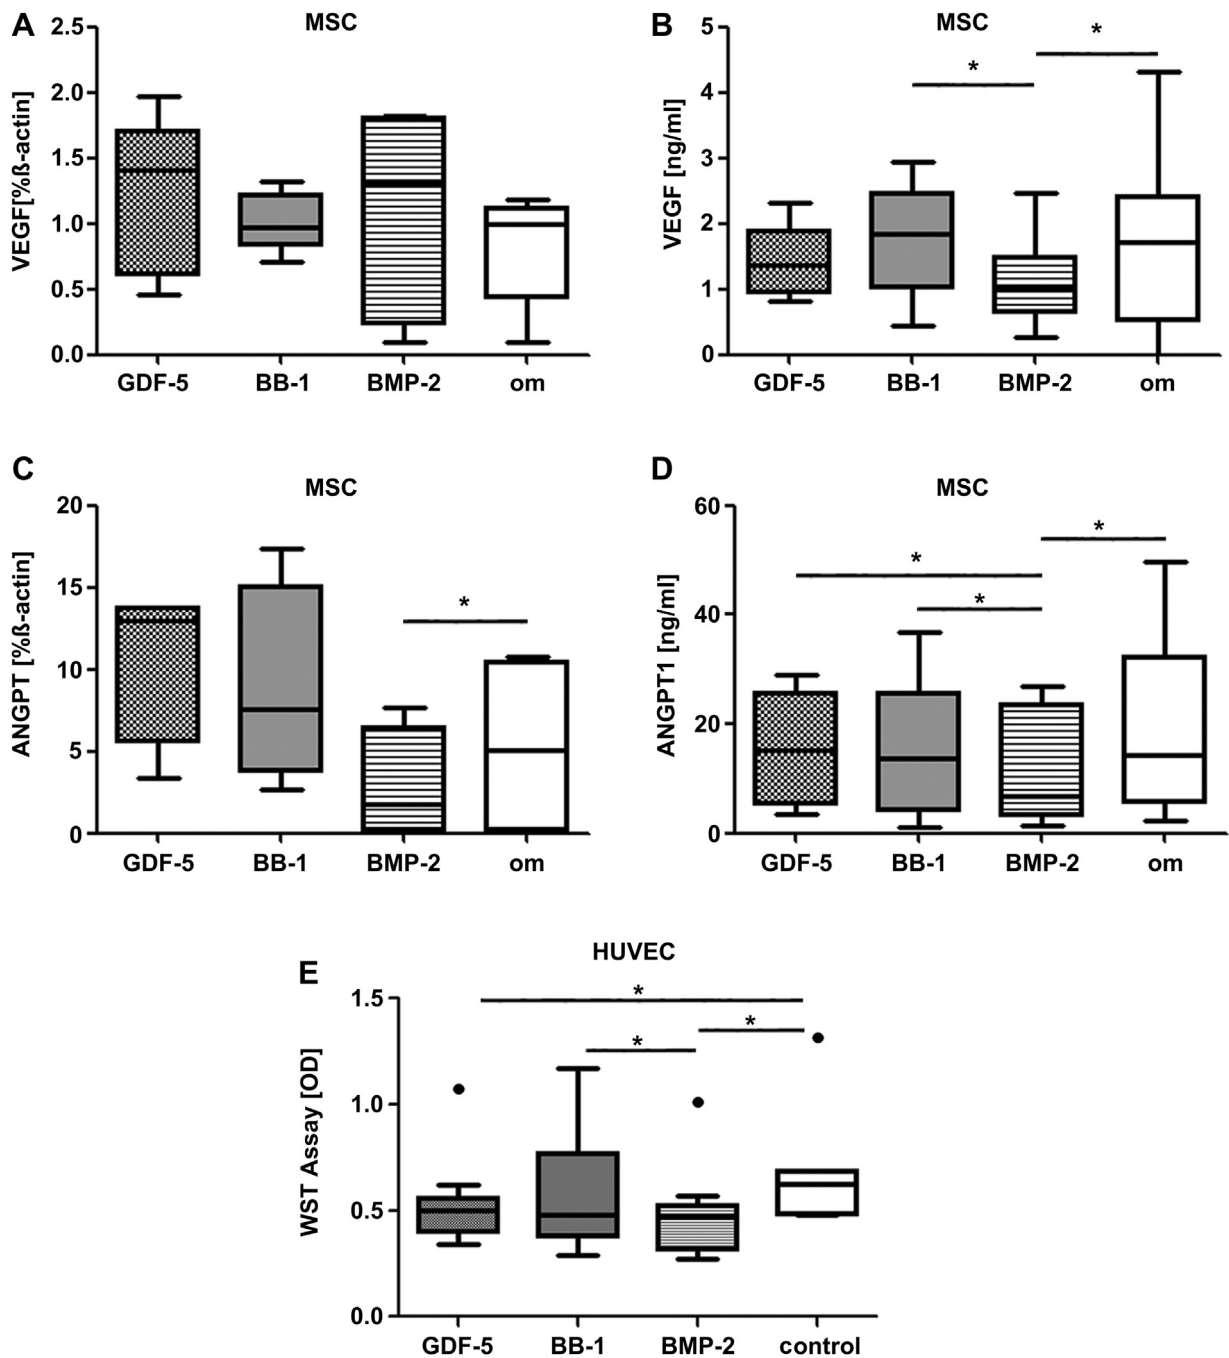 A
MSC
VEGF[%ß-actin]
2.5
2.0
1.5
1.0
0.5
0.0
GDF-5 BB-1 BMP-2 om
B
MSC
VEGF [ng/ml]
5
4
3
2
1
0
*
*
GDF-5 BB-1 BMP-2 om
C
MSC
ANGPT [%ß-actin]
20
15
10
5
0
*
GDF-5 BB-1 BMP-2 om
D
MSC
ANGPT1 [ng/ml]
60
40
20
0
*
*
*
GDF-5 BB-1 BMP-2 om
E
HUVEC
WST Assay [OD]
1.5
1.0
0.5
0.0
*
*
*
GDF-5 BB-1 BMP-2 control